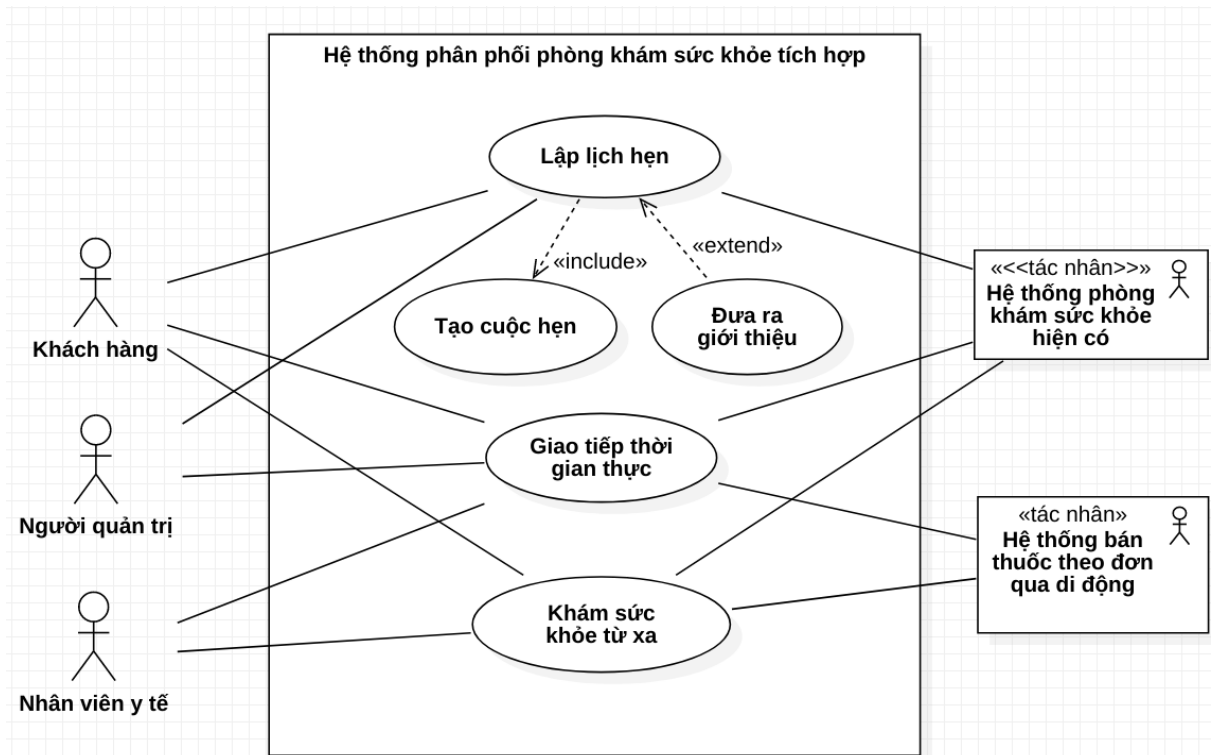 Hệ thống phân phối phòng khám sức khỏe tích hợp
Lập lịch hẹn
«include»
«extend»
Tạo cuộc hẹn
Đưa ra
giới thiệu
Khách hàng
«<<tác nhân>>»
Hệ thống phòng
khám sức khỏe
hiện có
Giao tiếp thời
gian thực
Người quản trị
«tác nhân»
Hệ thống bán
thuốc theo đơn
qua di động
Khám sức
khỏe từ xa
Nhân viên y tế